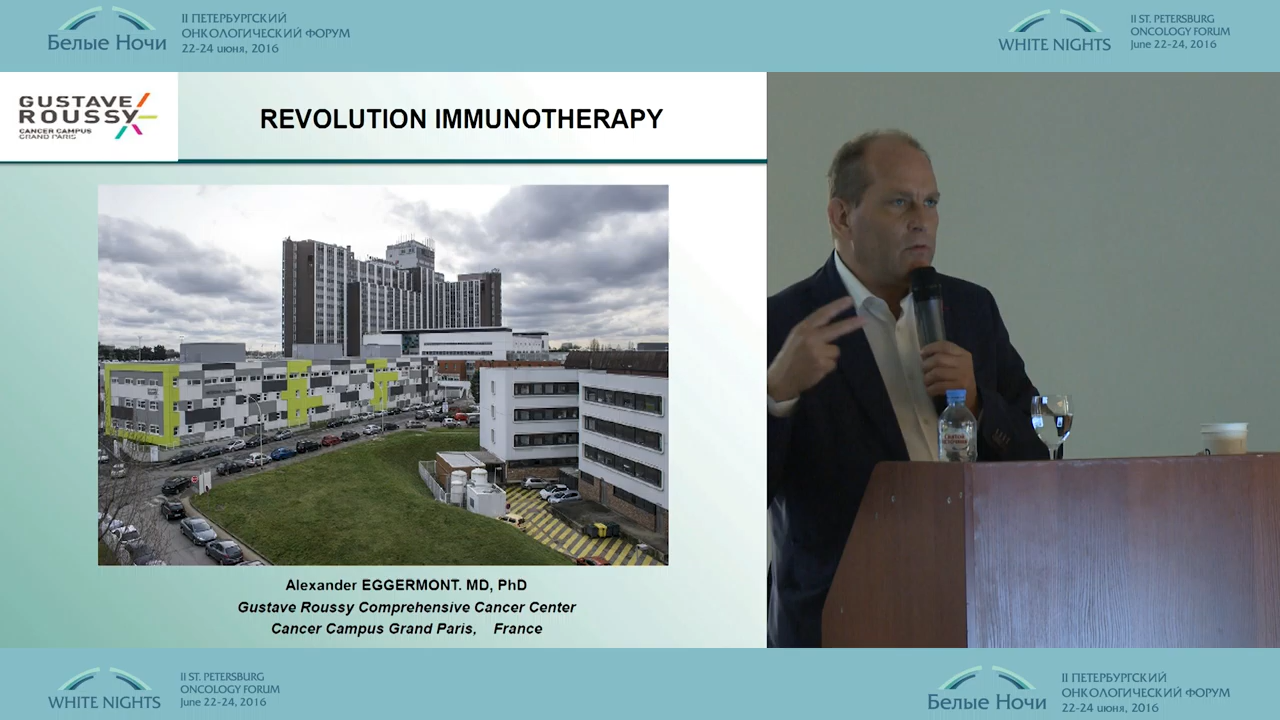 Белые Ночи
II ПЕТЕРБУРГСКИЙ
ОНКОЛОГИЧЕСКИЙ ФОРУМ
22-24 июня, 2016
WHITE NIGHTS
II ST. PETERSBURG
ONCOLOGY FORUM
June 22-24, 2016
GUSTAVE
ROUSSY
CANCER CAMPUS
GRAND PARIS
REVOLUTION IMMUNOTHERAPY
Alexander EGGERMONT. MD, PhD
Gustave Roussy Comprehensive Cancer Center
Cancer Campus Grand Paris, France
WHITE NIGHTS
II ST. PETERSBURG
ONCOLOGY FORUM
June 22-24, 2016
Белые Ночи
II ПЕТЕРБУРГСКИЙ
ОНКОЛОГИЧЕСКИЙ ФОРУМ
22-24 июня, 2016